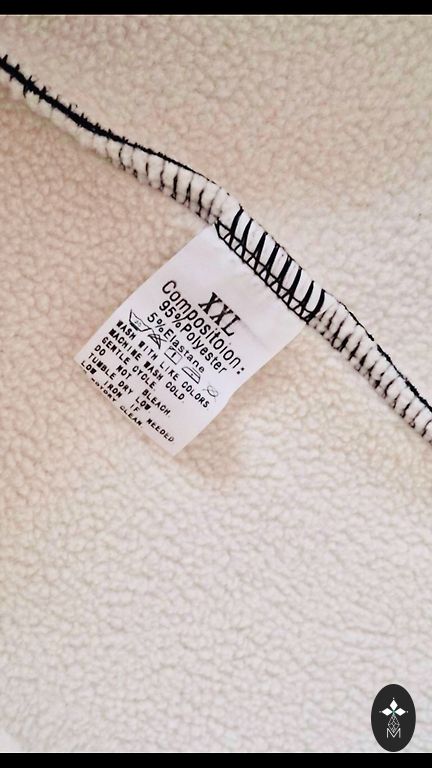 XXL
Compositoion:
95%Polyester
5%Elastane
WASH WITH LIKE COLORS
MACHINE WASH COLD
GENTLE CYCLE
DO NOT BLEACH
TUMBLE DRY LOW
LOW IRON IF NEEDED
CLEAN
M